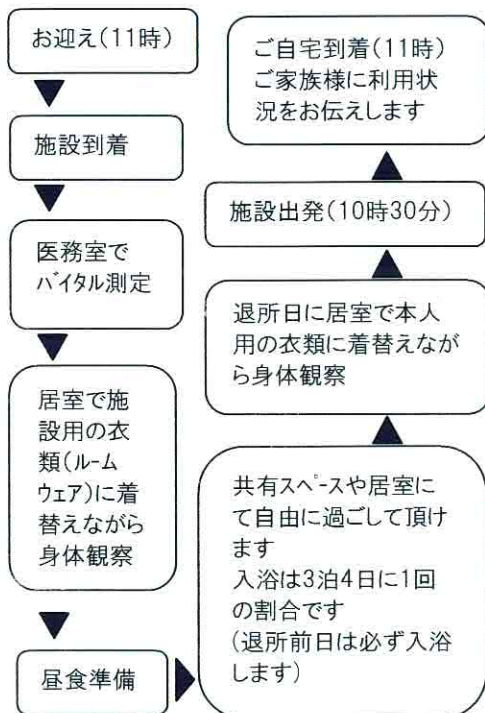 お迎え(11時)
施設到着
医務室で
バイタル測定
居室で施
設用の衣
類(ルーム
ウェア)に着
替えながら
身体観察
昼食準備
共有スペースや居室に
て自由に過ごして頂け
ます
入浴は3泊4日に1回
の割合です
(退所前日は必ず入浴
します)
退所日に居室で本人
用の衣類に着替えなが
ら身体観察
施設出発(10時30分)
ご自宅到着(11時)
ご家族様に利用状
況をお伝えします